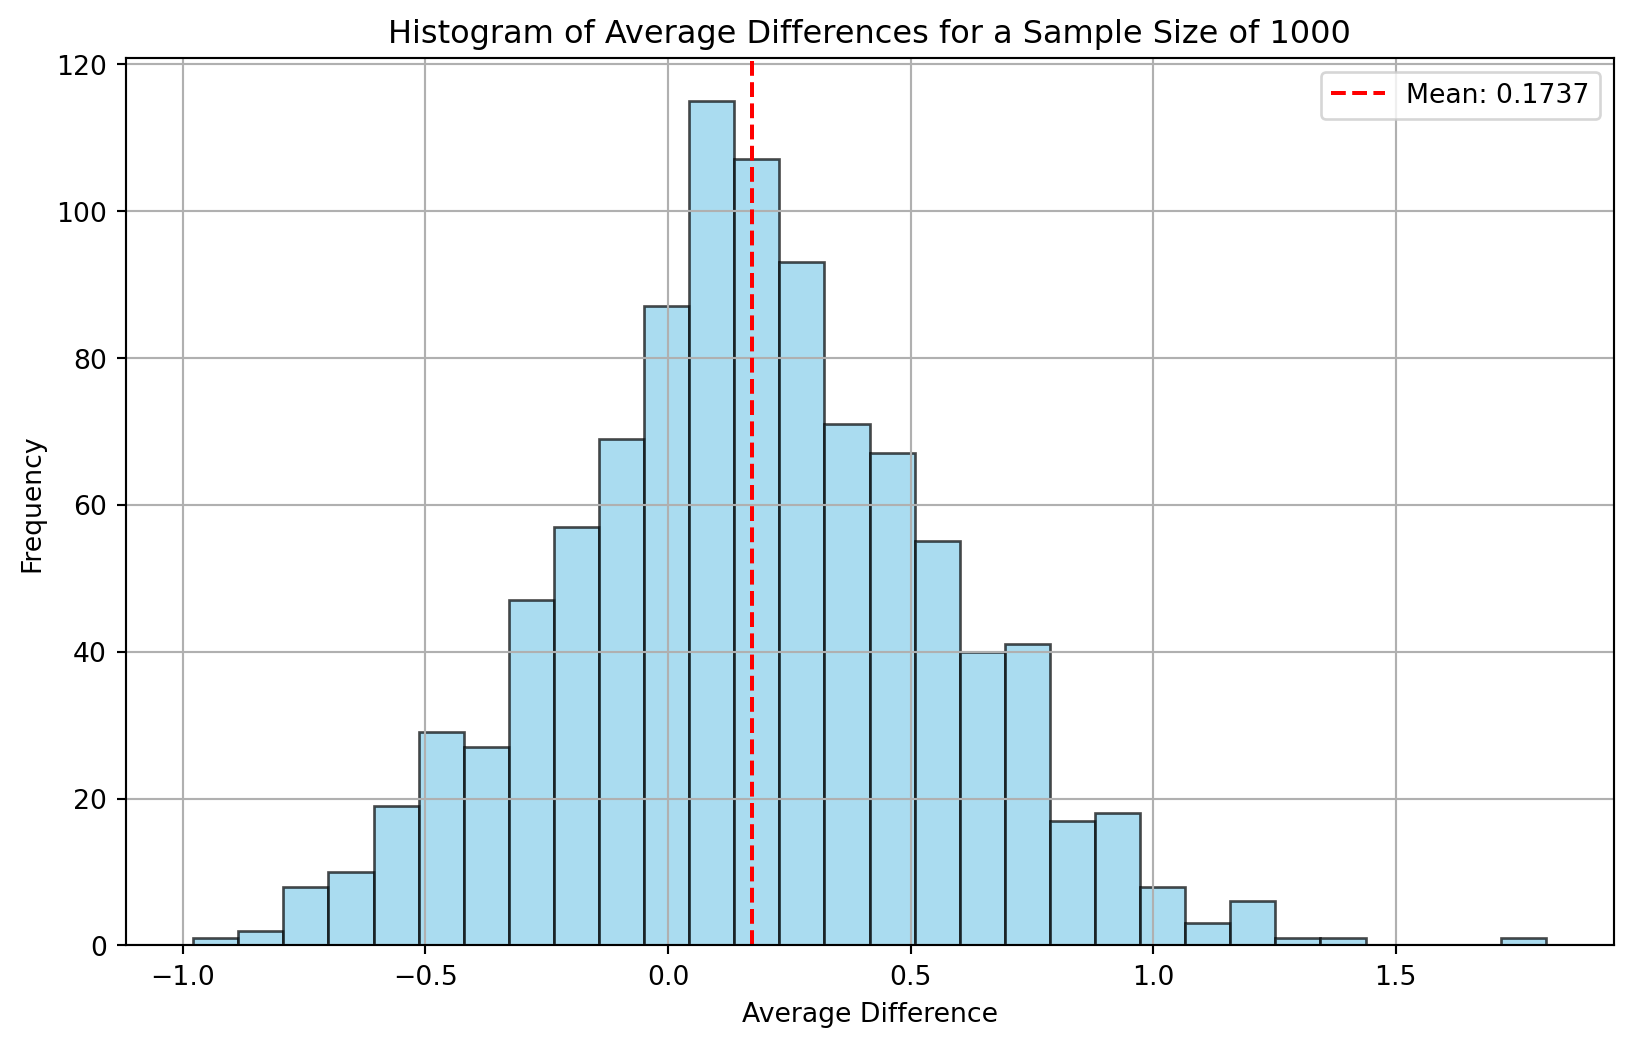 Histogram of Average Differences for a Sample Size of 1000
Mean: 0.1737
120
100
80
60
40
20
0
Frequency
−1.0 −0.5 0.0 0.5 1.0 1.5
Average Difference